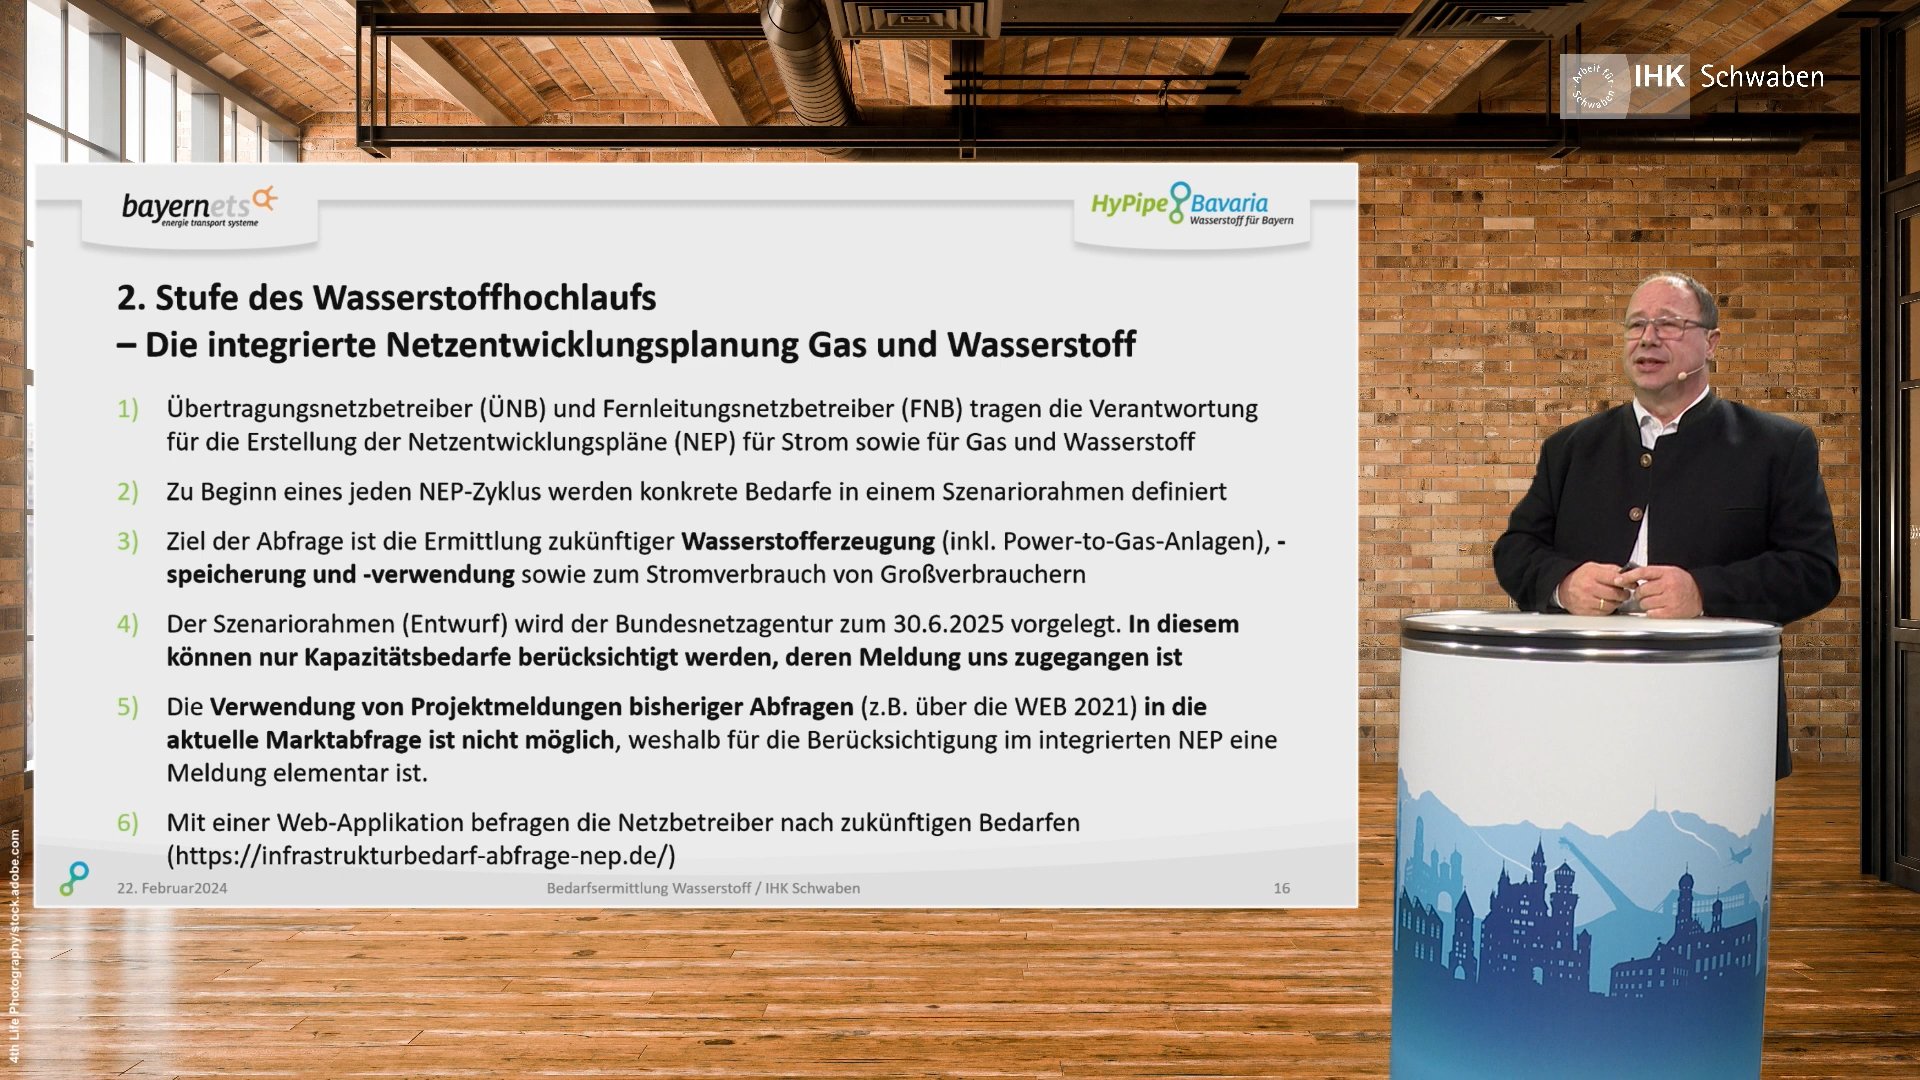 Arbeit für Schwaben
IHK Schwaben
bayernets
energie transport systeme
HyPipe Bavaria
Wasserstoff für Bayern
2. Stufe des Wasserstoffhochlaufs
– Die integrierte Netzentwicklungsplanung Gas und Wasserstoff
1) Übertragungsnetzbetreiber (ÜNB) und Fernleitungsnetzbetreiber (FNB) tragen die Verantwortung
für die Erstellung der Netzentwicklungspläne (NEP) für Strom sowie für Gas und Wasserstoff
2) Zu Beginn eines jeden NEP-Zyklus werden konkrete Bedarfe in einem Szenariorahmen definiert
3) Ziel der Abfrage ist die Ermittlung zukünftiger Wasserstofferzeugung (inkl. Power-to-Gas-Anlagen), -
speicherung und -verwendung sowie zum Stromverbrauch von Großverbrauchern
4) Der Szenariorahmen (Entwurf) wird der Bundesnetzagentur zum 30.6.2025 vorgelegt. In diesem
können nur Kapazitätsbedarfe berücksichtigt werden, deren Meldung uns zugegangen ist
5) Die Verwendung von Projektmeldungen bisheriger Abfragen (z.B. über die WEB 2021) in die
aktuelle Marktabfrage ist nicht möglich, weshalb für die Berücksichtigung im integrierten NEP eine
Meldung elementar ist.
6) Mit einer Web-Applikation befragen die Netzbetreiber nach zukünftigen Bedarfen
(https://infrastrukturbedarf-abfrage-nep.de/)
22. Februar2024
Bedarfsermittlung Wasserstoff / IHK Schwaben
16
4th Life Photography/stock.adobe.com